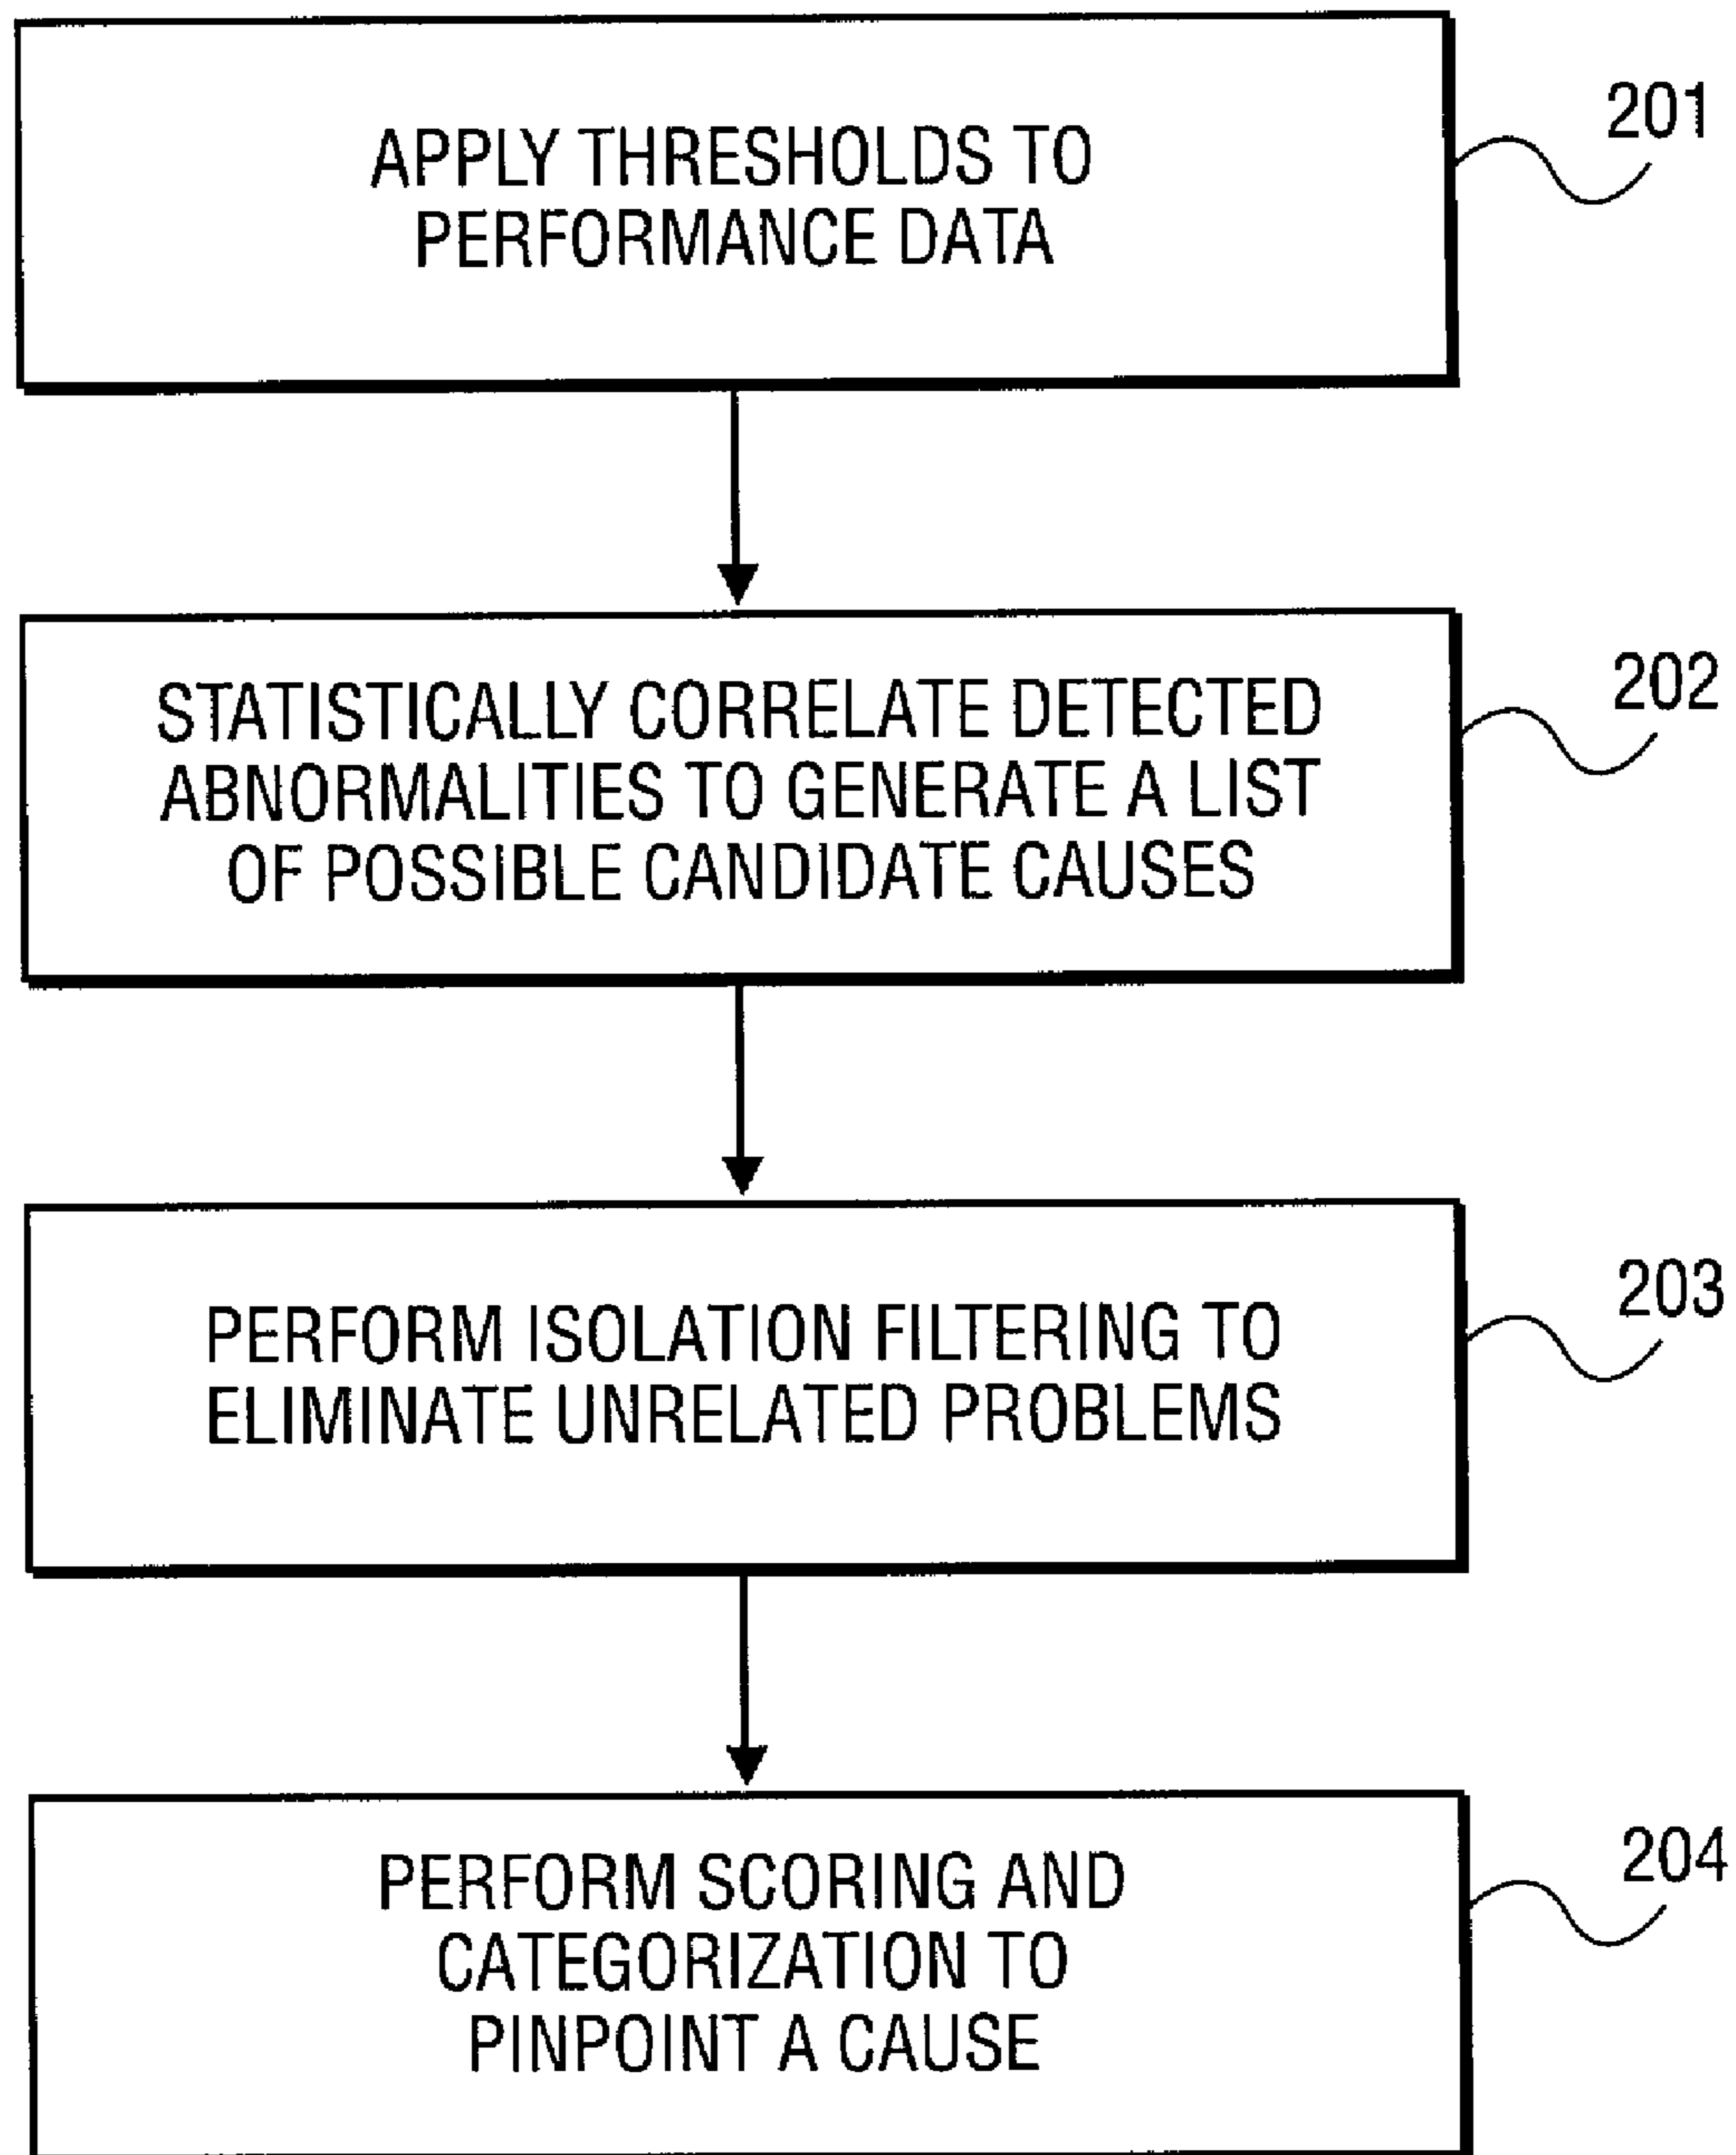 APPLY THRESHOLDS TO
PERFORMANCE DATA
201
STATISTICALLY CORRELATE DETECTED
ABNORMALITIES TO GENERATE A LIST
OF POSSIBLE CANDIDATE CAUSES
202
PERFORM ISOLATION FILTERING TO
ELIMINATE UNRELATED PROBLEMS
203
PERFORM SCORING AND
CATEGORIZATION TO
PINPOINT A CAUSE
204